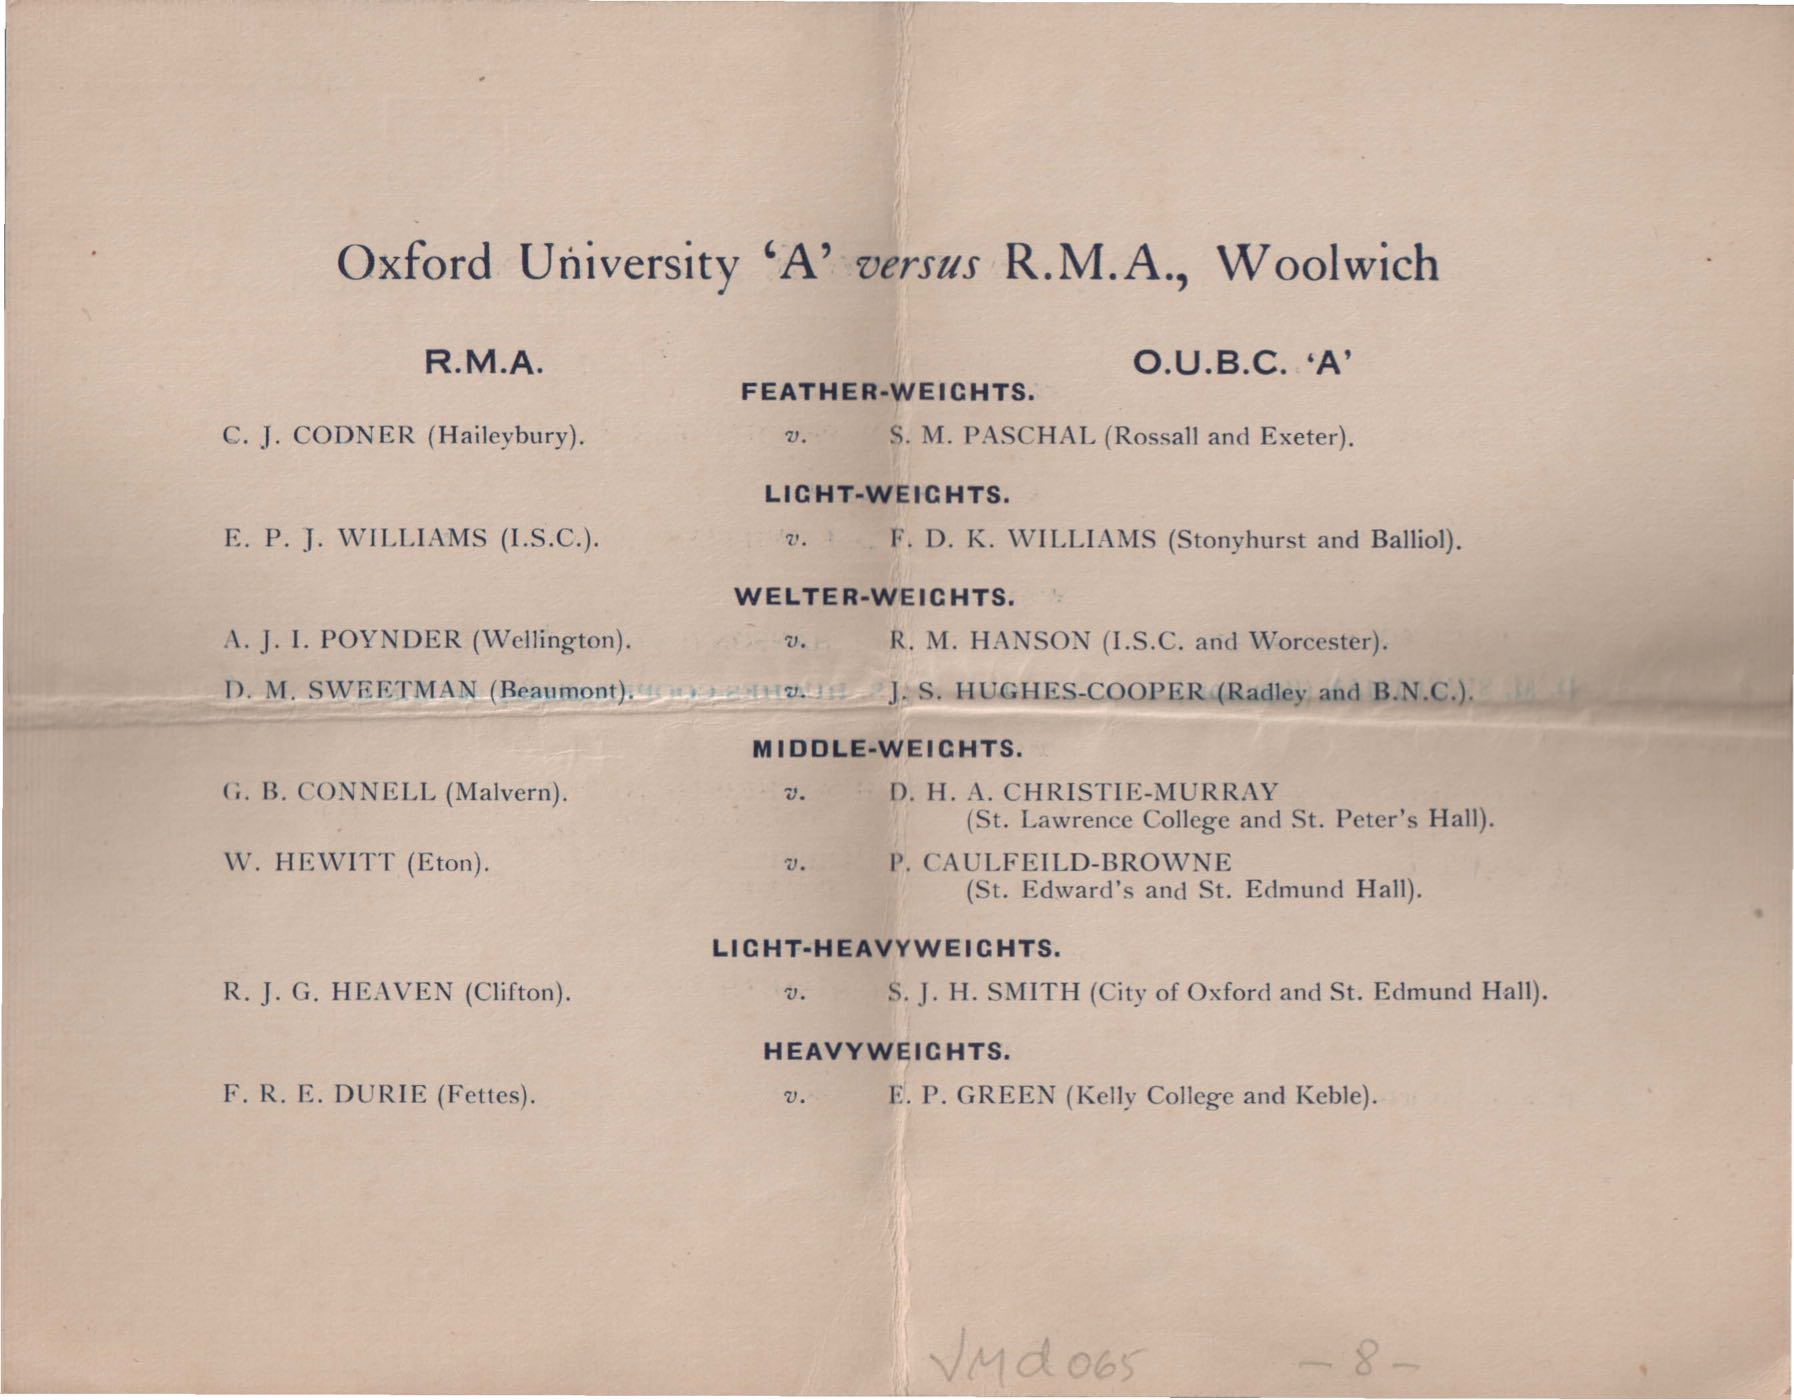 Oxford University ‘A’ versus R.M.A., Woolwich
R.M.A. O.U.B.C. ‘A’
FEATHER-WEIGHTS.
C. J. CODNER (Haileybury). v. S. M. PASCHAL (Rossall and Exeter).
LIGHT-WEIGHTS.
E. P. J. WILLIAMS (I.S.C.). v. F. D. K. WILLIAMS (Stonyhurst and Balliol).
WELTER-WEIGHTS.
A. J. I. POYNDER (Wellington). v. R. M. HANSON (I.S.C. and Worcester).
D. M. SWEETMAN (Beaumont). v. J. S. HUGHES-COOPER (Radley and B.N.C.).
MIDDLE-WEIGHTS.
G. B. CONNELL (Malvern). v. D. H. A. CHRISTIE-MURRAY
(St. Lawrence College and St. Peter’s Hall).
W. HEWITT (Eton). v. P. CAULFEILD-BROWNE
(St. Edward’s and St. Edmund Hall).
LIGHT-HEAVYWEIGHTS.
R. J. G. HEAVEN (Clifton). v. S. J. H. SMITH (City of Oxford and St. Edmund Hall).
HEAVYWEIGHTS.
F. R. E. DURIE (Fettes). v. E. P. GREEN (Kelly College and Keble).
– 8 –